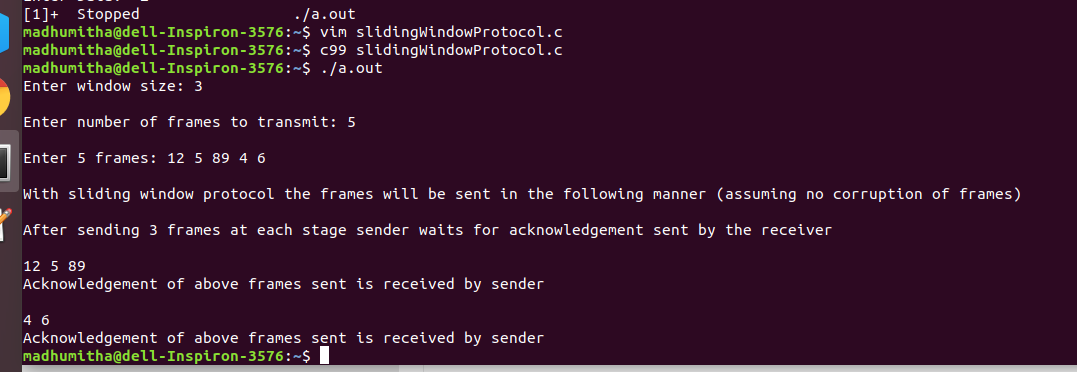 [1]+  Stopped                 ./a.out
madhumitha@dell-Inspiron-3576:~$ vim slidingWindowProtocol.c
madhumitha@dell-Inspiron-3576:~$ c99 slidingWindowProtocol.c
madhumitha@dell-Inspiron-3576:~$ ./a.out
Enter window size: 3
Enter number of frames to transmit: 5
Enter 5 frames: 12 5 89 4 6
With sliding window protocol the frames will be sent in the following manner (assuming no corruption of frames)
After sending 3 frames at each stage sender waits for acknowledgement sent by the receiver
12 5 89
Acknowledgement of above frames sent is received by sender
4 6
Acknowledgement of above frames sent is received by sender
madhumitha@dell-Inspiron-3576:~$